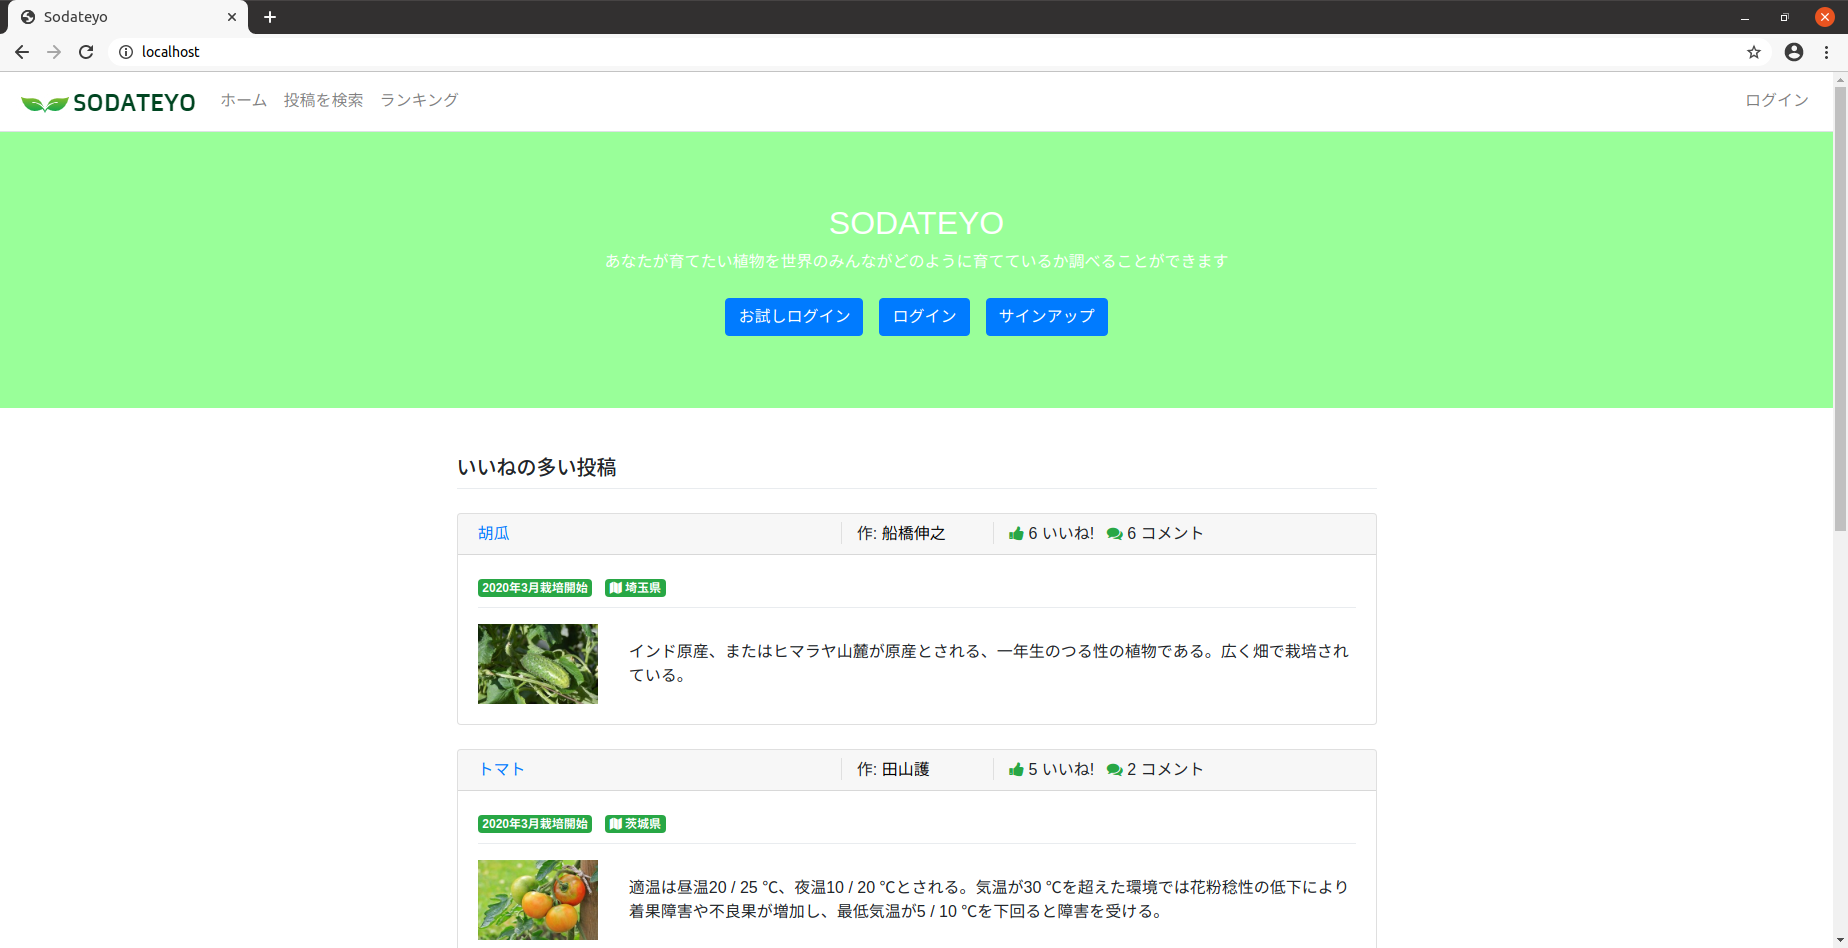 Sodateyo
localhost
SODATEYO ホーム 投稿を検索 ランキング ログイン
SODATEYO
あなたが育てたい植物を世界のみんながどのように育てているか調べることができます
お試しログイン ログイン サインアップ
いいねの多い投稿
胡瓜 作: 船橋伸之 6 いいね! 6 コメント
2020年3月栽培開始 埼玉県
インド原産、またはヒマラヤ山麓が原産とされる、一年生のつる性の植物である。広く畑で栽培され
ている。
トマト 作: 田山護 5 いいね! 2 コメント
2020年3月栽培開始 茨城県
適温は昼温20 / 25 ℃、夜温10 / 20 ℃とされる。気温が30 ℃を超えた環境では花粉稔性の低下により
着果障害や不良果が増加し、最低気温が5 / 10 ℃を下回ると障害を受ける。